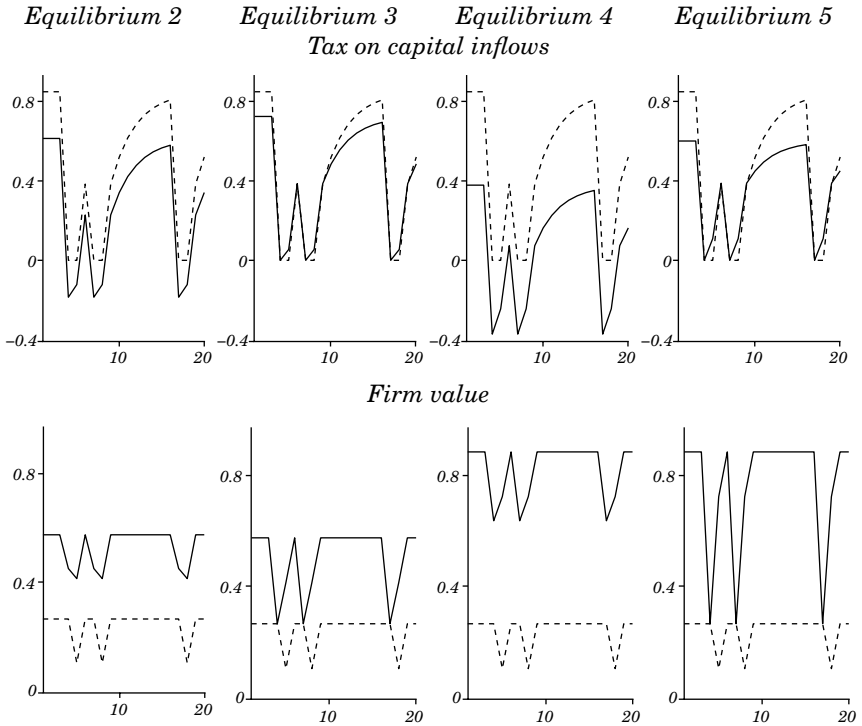 Equilibrium 2 Equilibrium 3 Equilibrium 4 Equilibrium 5
Tax on capital inflows
0.8 0.8 0.8 0.8
0.4 0.4 0.4 0.4
0 0 0 0
−0.4 −0.4 −0.4 −0.4
10 20 10 20 10 20 10 20
Firm value
0.8 0.8 0.8 0.8
0.4 0.4 0.4 0.4
0 0 0 0
10 20 10 20 10 20 10 20